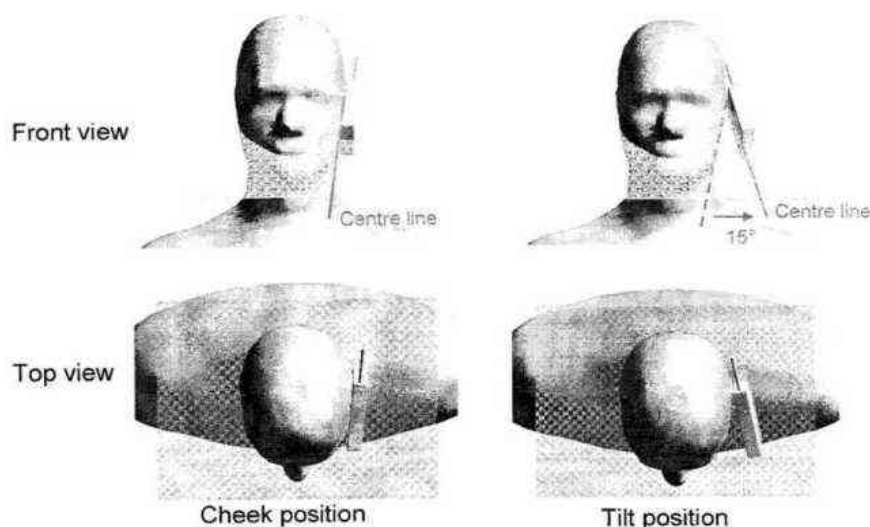 Front view
Centre line
Centre line
15°
Top view
Cheek position
Tilt position